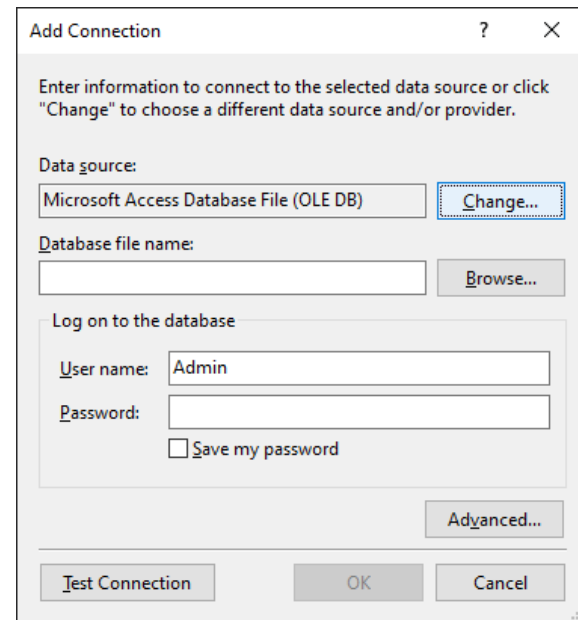 Add Connection ?
Enter information to connect to the selected data source or click
"Change" to choose a different data source and/or provider.
Data source:
Microsoft Access Database File (OLE DB) Change...
Database file name:
Browse...
Log on to the database
User name: Admin
Password:
Save my password
Advanced...
Test Connection OK Cancel